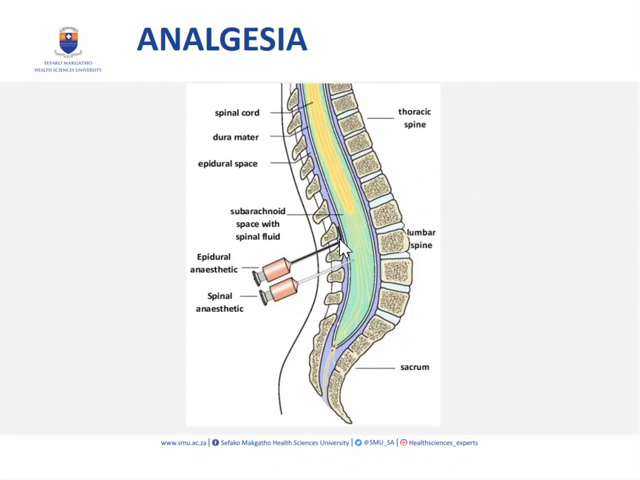 ANALGESIA
SEFAKO MAKGATHO
HEALTH SCIENCES UNIVERSITY
spinal cord
thoracic
spine
dura mater
epidural space
subarachnoid
space with
spinal fluid
lumbar
spine
Epidural
anaesthetic
Spinal
anaesthetic
sacrum
www.smu.ac.za | Sefako Makgatho Health Sciences University | @SMU_SA | Healthsciences_experts